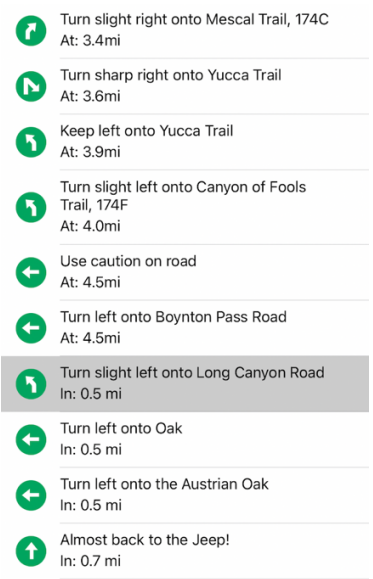 Turn slight right onto Mescal Trail, 174C
At: 3.4mi
Turn sharp right onto Yucca Trail
At: 3.6mi
Keep left onto Yucca Trail
At: 3.9mi
Turn slight left onto Canyon of Fools
Trail, 174F
At: 4.0mi
Use caution on road
At: 4.5mi
Turn left onto Boynton Pass Road
At: 4.5mi
Turn slight left onto Long Canyon Road
In: 0.5 mi
Turn left onto Oak
In: 0.5 mi
Turn left onto the Austrian Oak
In: 0.5 mi
Almost back to the Jeep!
In: 0.7 mi